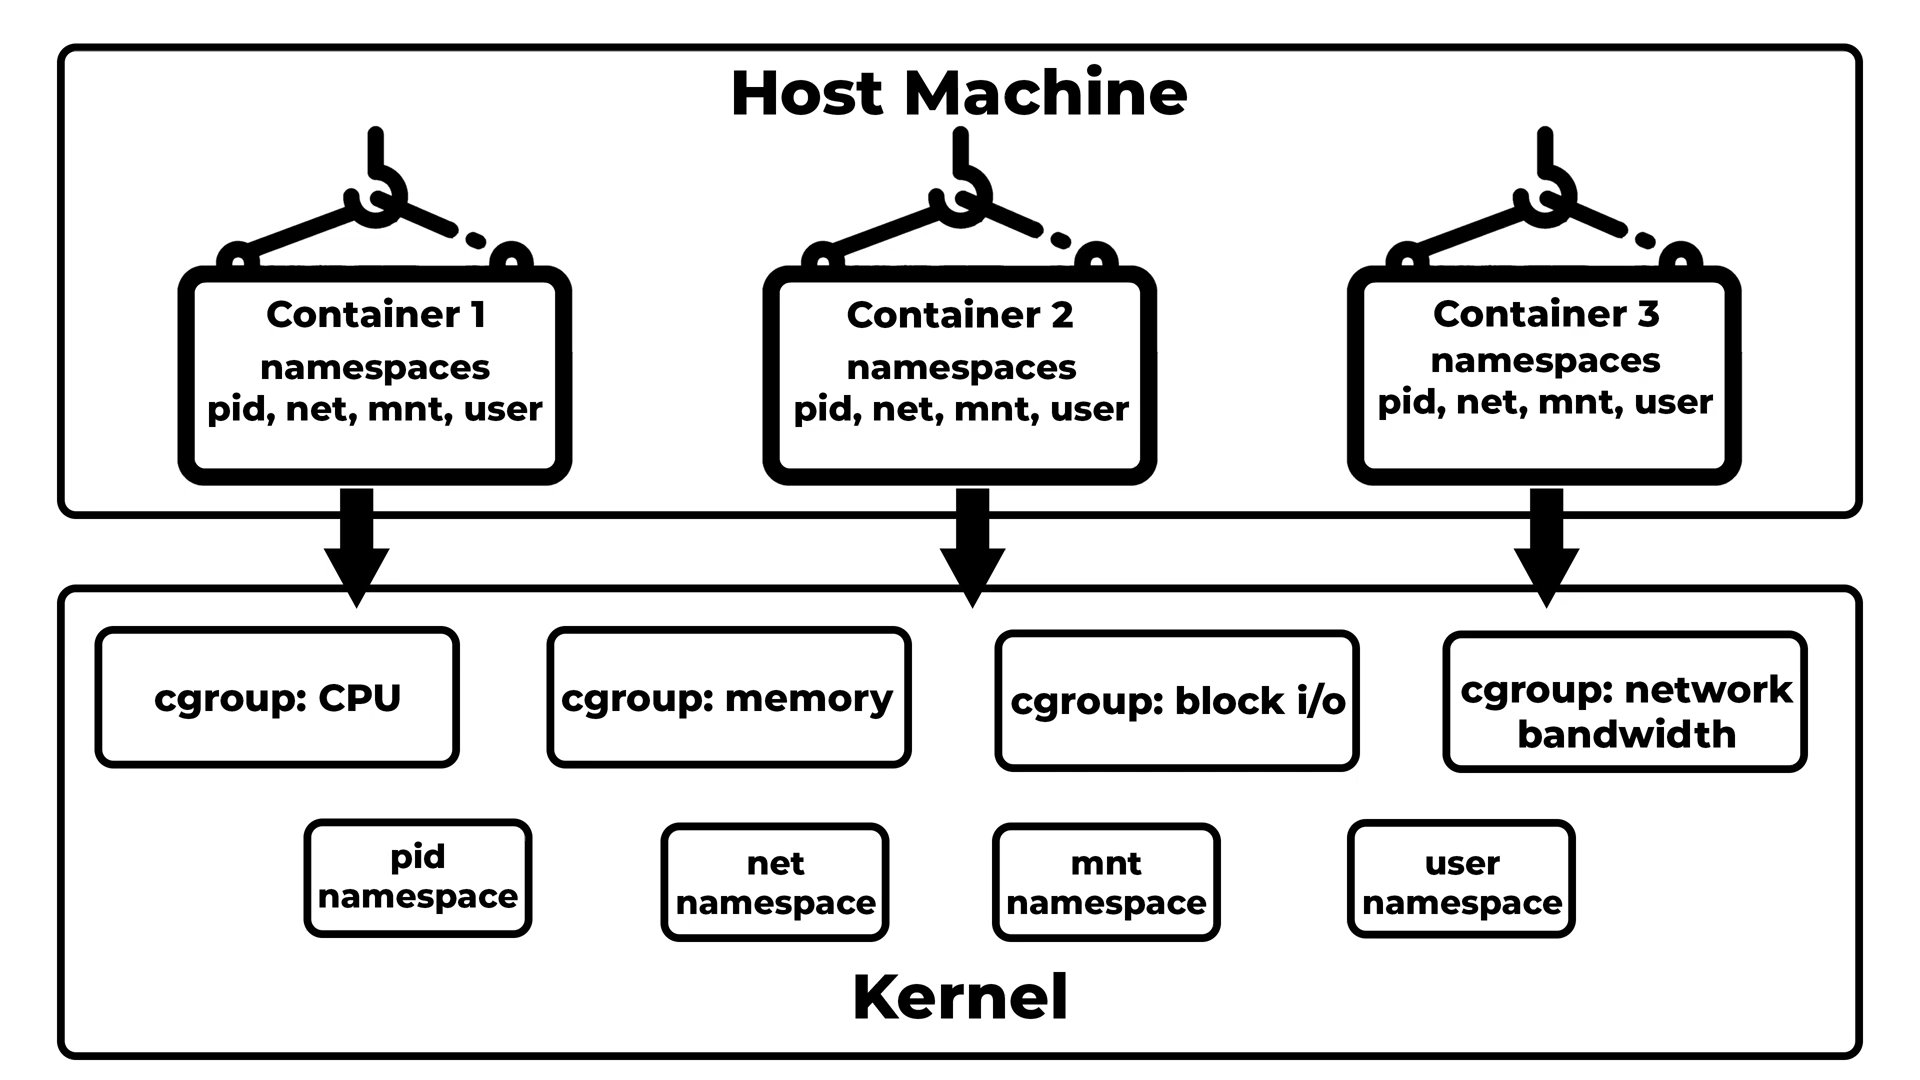 Host Machine
Container 1
namespaces
pid, net, mnt, user
Container 2
namespaces
pid, net, mnt, user
Container 3
namespaces
pid, net, mnt, user
cgroup: CPU
cgroup: memory
cgroup: block i/o
cgroup: network
bandwidth
pid
namespace
net
namespace
mnt
namespace
user
namespace
Kernel